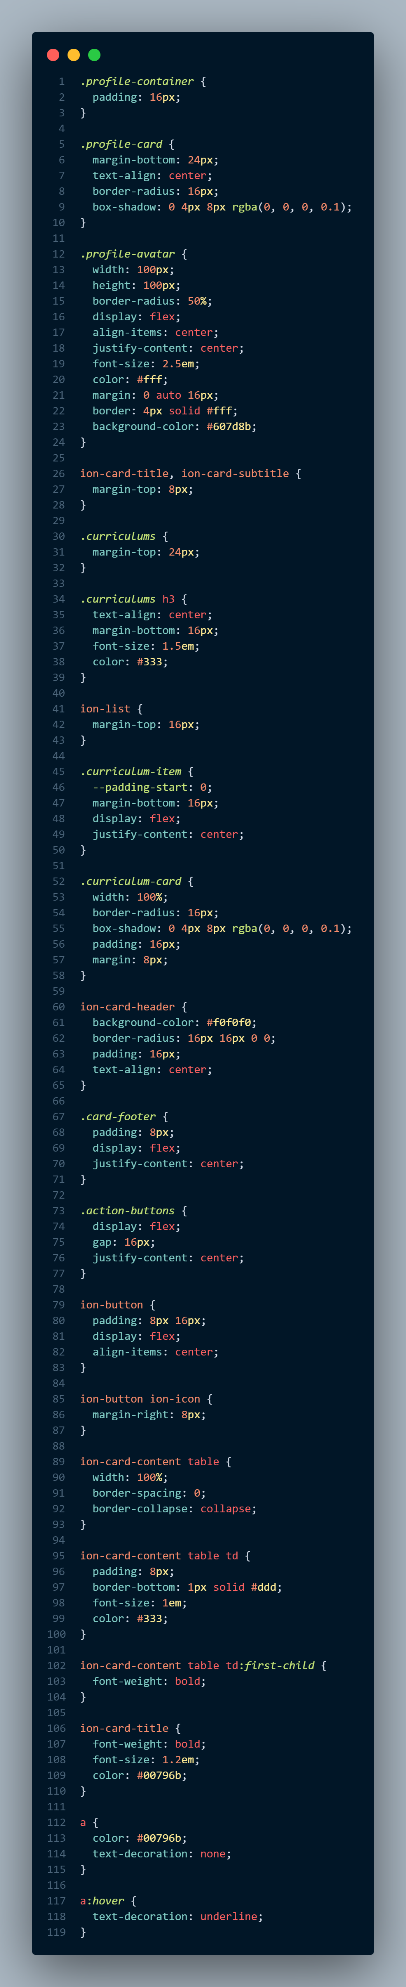 1 .profile-container {
2 padding: 16px;
3 }
4
5 .profile-card {
6 margin-bottom: 24px;
7 text-align: center;
8 border-radius: 16px;
9 box-shadow: 0 4px 8px rgba(0, 0, 0, 0.1);
10 }
11
12 .profile-avatar {
13 width: 100px;
14 height: 100px;
15 border-radius: 50%;
16 display: flex;
17 align-items: center;
18 justify-content: center;
19 font-size: 2.5em;
20 color: #fff;
21 margin: 0 auto 16px;
22 border: 4px solid #fff;
23 background-color: #607d8b;
24 }
25
26 ion-card-title, ion-card-subtitle {
27 margin-top: 8px;
28 }
29
30 .curriculums {
31 margin-top: 24px;
32 }
33
34 .curriculums h3 {
35 text-align: center;
36 margin-bottom: 16px;
37 font-size: 1.5em;
38 color: #333;
39 }
40
41 ion-list {
42 margin-top: 16px;
43 }
44
45 .curriculum-item {
46 --padding-start: 0;
47 margin-bottom: 16px;
48 display: flex;
49 justify-content: center;
50 }
51
52 .curriculum-card {
53 width: 100%;
54 border-radius: 16px;
55 box-shadow: 0 4px 8px rgba(0, 0, 0, 0.1);
56 padding: 16px;
57 margin: 8px;
58 }
59
60 ion-card-header {
61 background-color: #f0f0f0;
62 border-radius: 16px 16px 0 0;
63 padding: 16px;
64 text-align: center;
65 }
66
67 .card-footer {
68 padding: 8px;
69 display: flex;
70 justify-content: center;
71 }
72
73 .action-buttons {
74 display: flex;
75 gap: 16px;
76 justify-content: center;
77 }
78
79 ion-button {
80 padding: 8px 16px;
81 display: flex;
82 align-items: center;
83 }
84
85 ion-button ion-icon {
86 margin-right: 8px;
87 }
88
89 ion-card-content table {
90 width: 100%;
91 border-spacing: 0;
92 border-collapse: collapse;
93 }
94
95 ion-card-content table td {
96 padding: 8px;
97 border-bottom: 1px solid #ddd;
98 font-size: 1em;
99 color: #333;
100 }
101
102 ion-card-content table td:first-child {
103 font-weight: bold;
104 }
105
106 ion-card-title {
107 font-weight: bold;
108 font-size: 1.2em;
109 color: #00796b;
110 }
111
112 a {
113 color: #00796b;
114 text-decoration: none;
115 }
116
117 a:hover {
118 text-decoration: underline;
119 }